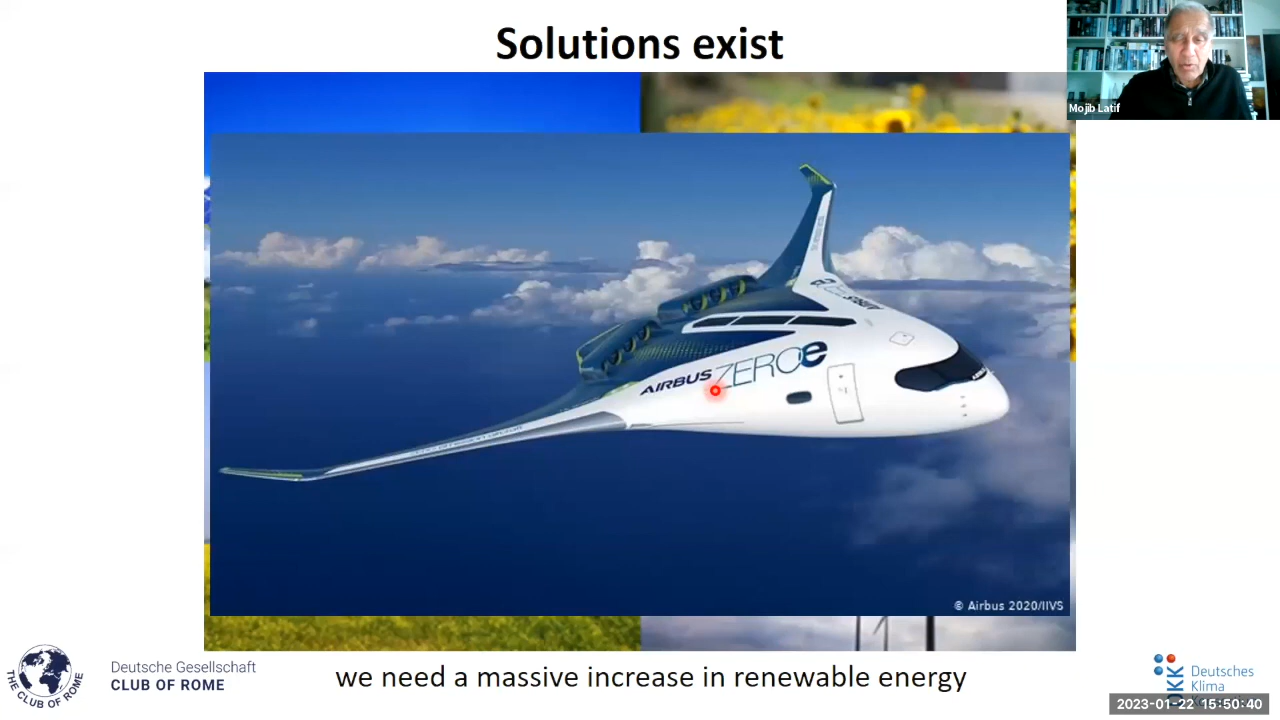 Solutions exist
Mojib Latif
AIRBUS ZEROe
© Airbus 2020/IIVS
we need a massive increase in renewable energy
THE CLUB OF ROME
Deutsche Gesellschaft
CLUB OF ROME
DKK
Deutsches
Klima
2023-01-22 15:50:40